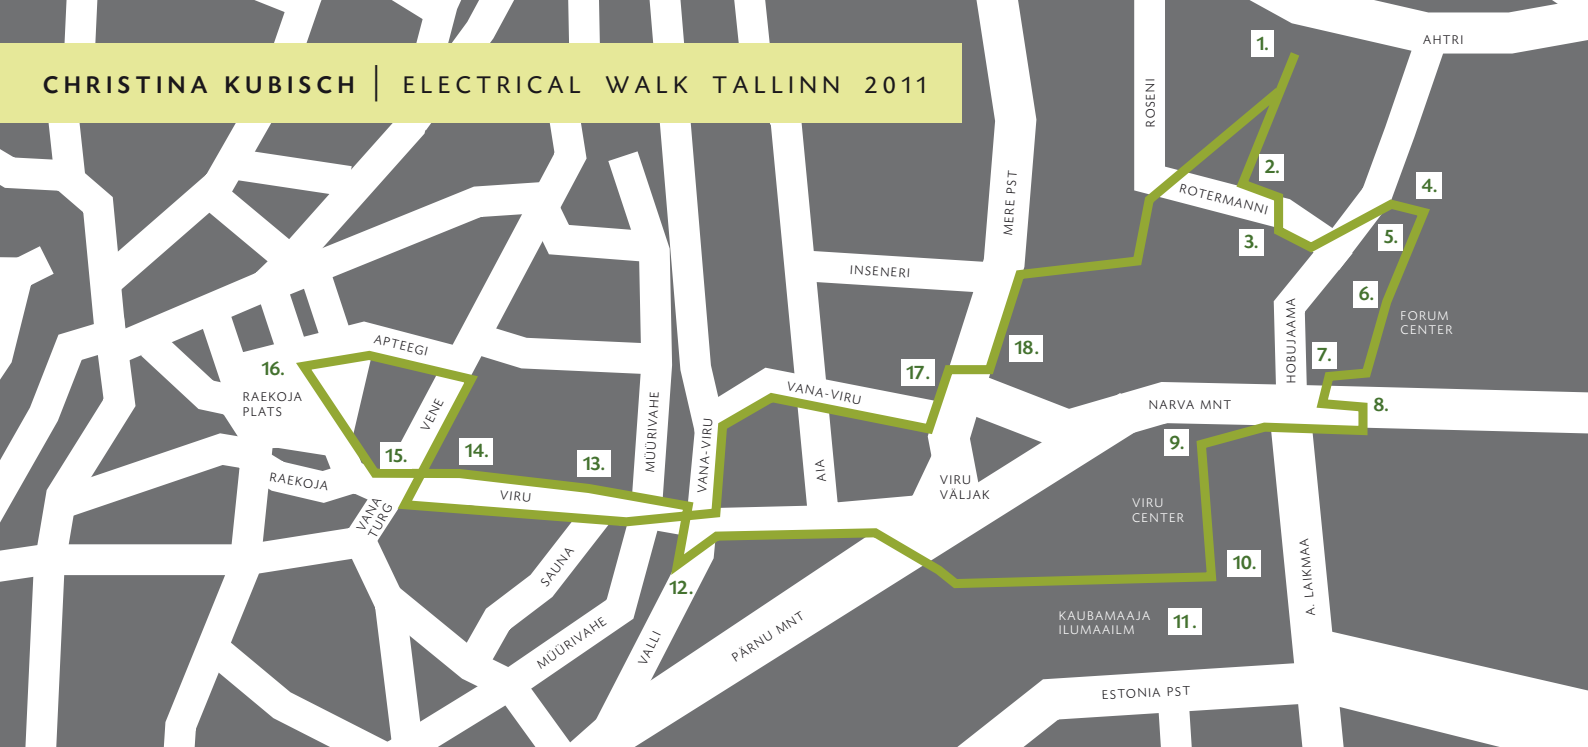 CHRISTINA KUBISCH | ELECTRICAL WALK TALLINN 2011
1.
AHTRI
ROSENI
2.
ROTERMANNI
3.
4.
5.
6.
FORUM
CENTER
MERE PST
INSENERI
HOBUJAAMA
7.
8.
NARVA MNT
9.
17.
18.
APTEEGI
16.
RAEKOJA
PLATS
VENE
VANA-VIRU
MÜÜRIVAHE
VANA-VIRU
AIA
15.
14.
13.
RAEKOJA
VIRU
VANA
TURG
VIRU
VÄLJAK
VIRU
CENTER
10.
A. LAIKMAA
SAUNA
12.
KAUBAMAAJA
ILUMAAILM
11.
MÜÜRIVAHE
VALLI
PÄRNU MNT
ESTONIA PST